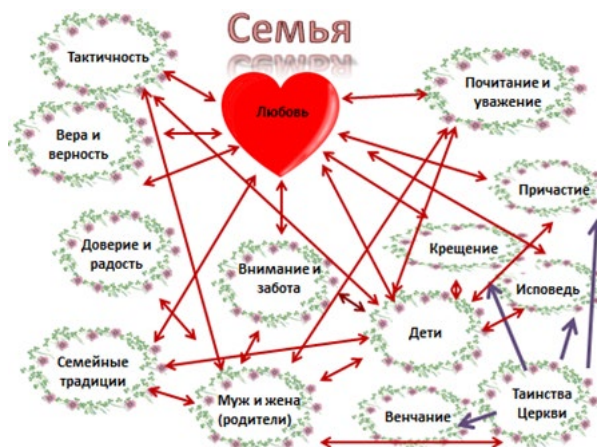 Семья
Тактичность
Любовь
Почитание и
уважение
Вера и
верность
Причастие
Доверие и
радость
Крещение
Внимание и
забота
Исповедь
Дети
Семейные
традиции
Муж и жена
(родители)
Венчание
Таинства
Церкви